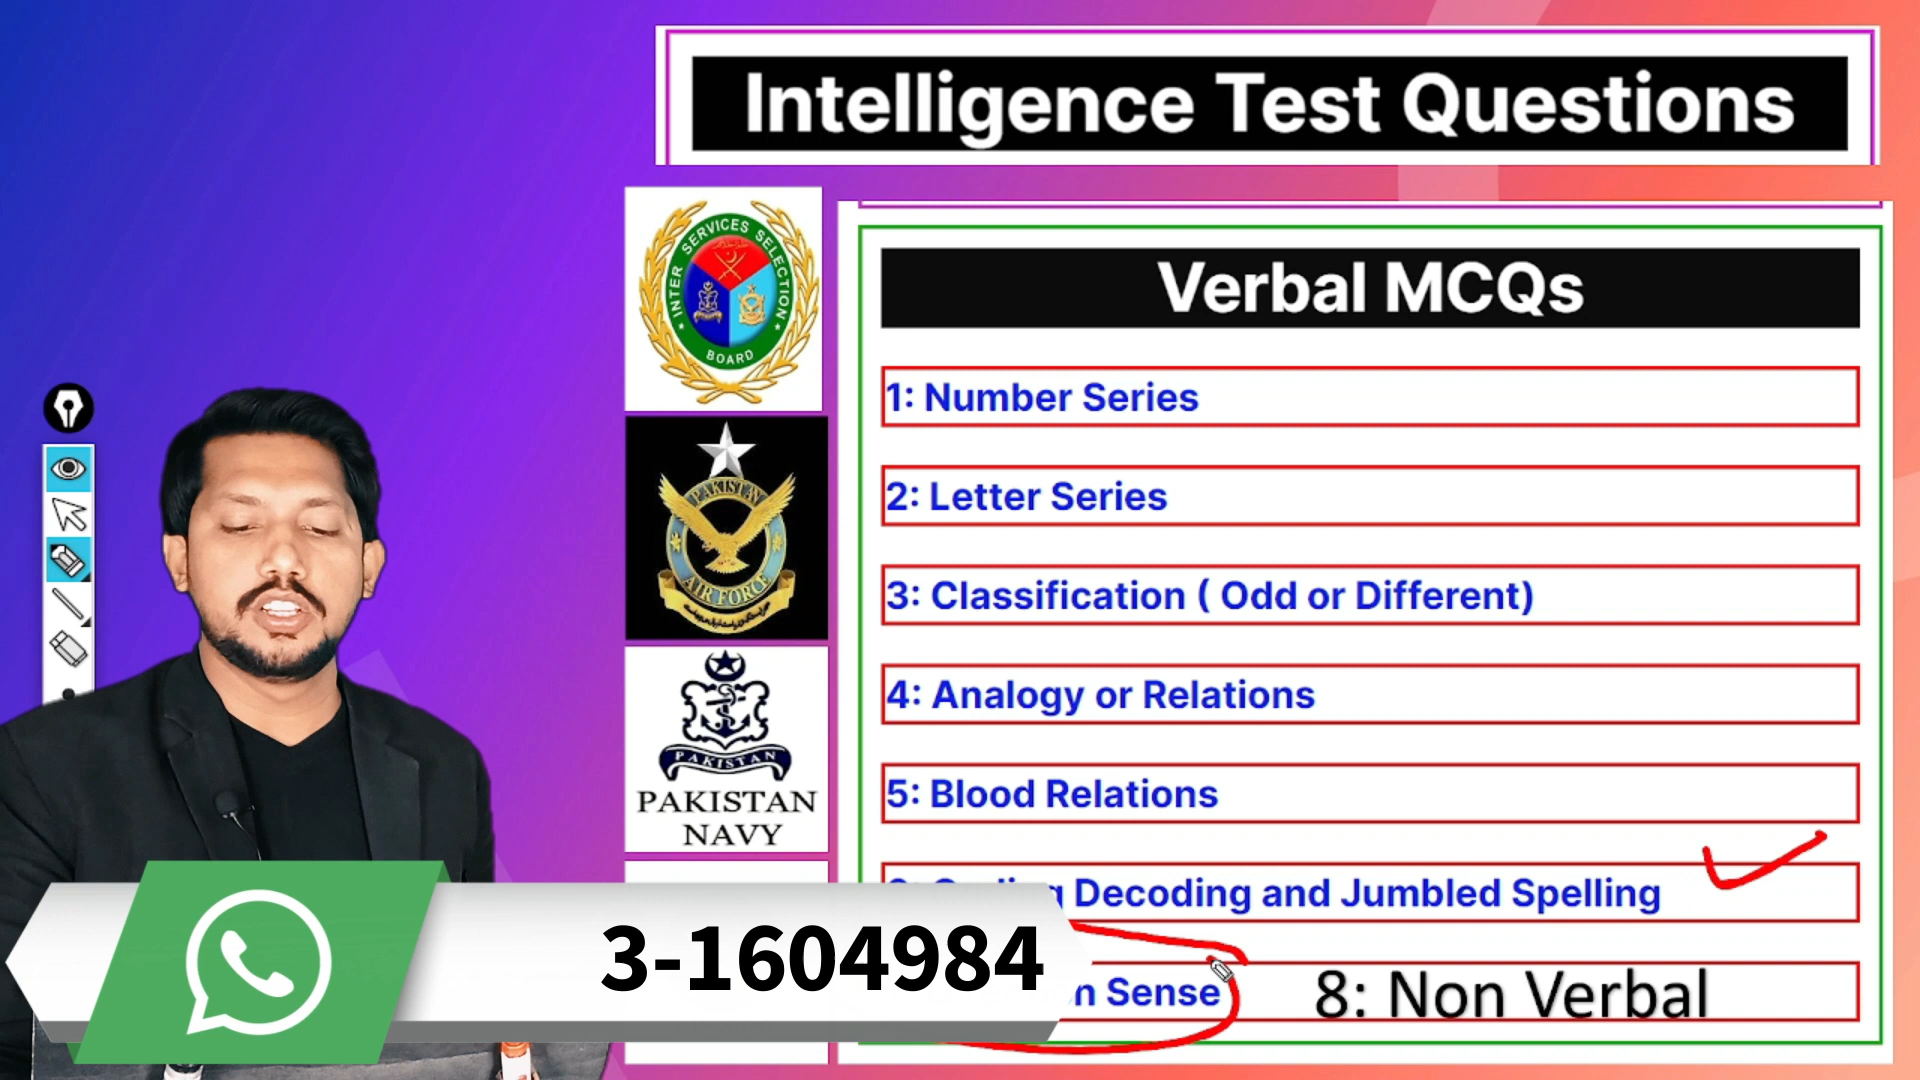 Intelligence Test Questions
INTER SERVICES SELECTION
BOARD
Verbal MCQs
1: Number Series
2: Letter Series
3: Classification ( Odd or Different)
4: Analogy or Relations
5: Blood Relations
Decoding and Jumbled Spelling
n Sense
8: Non Verbal
PAKISTAN
AIR FORCE
PAKISTAN
PAKISTAN
NAVY
3-1604984